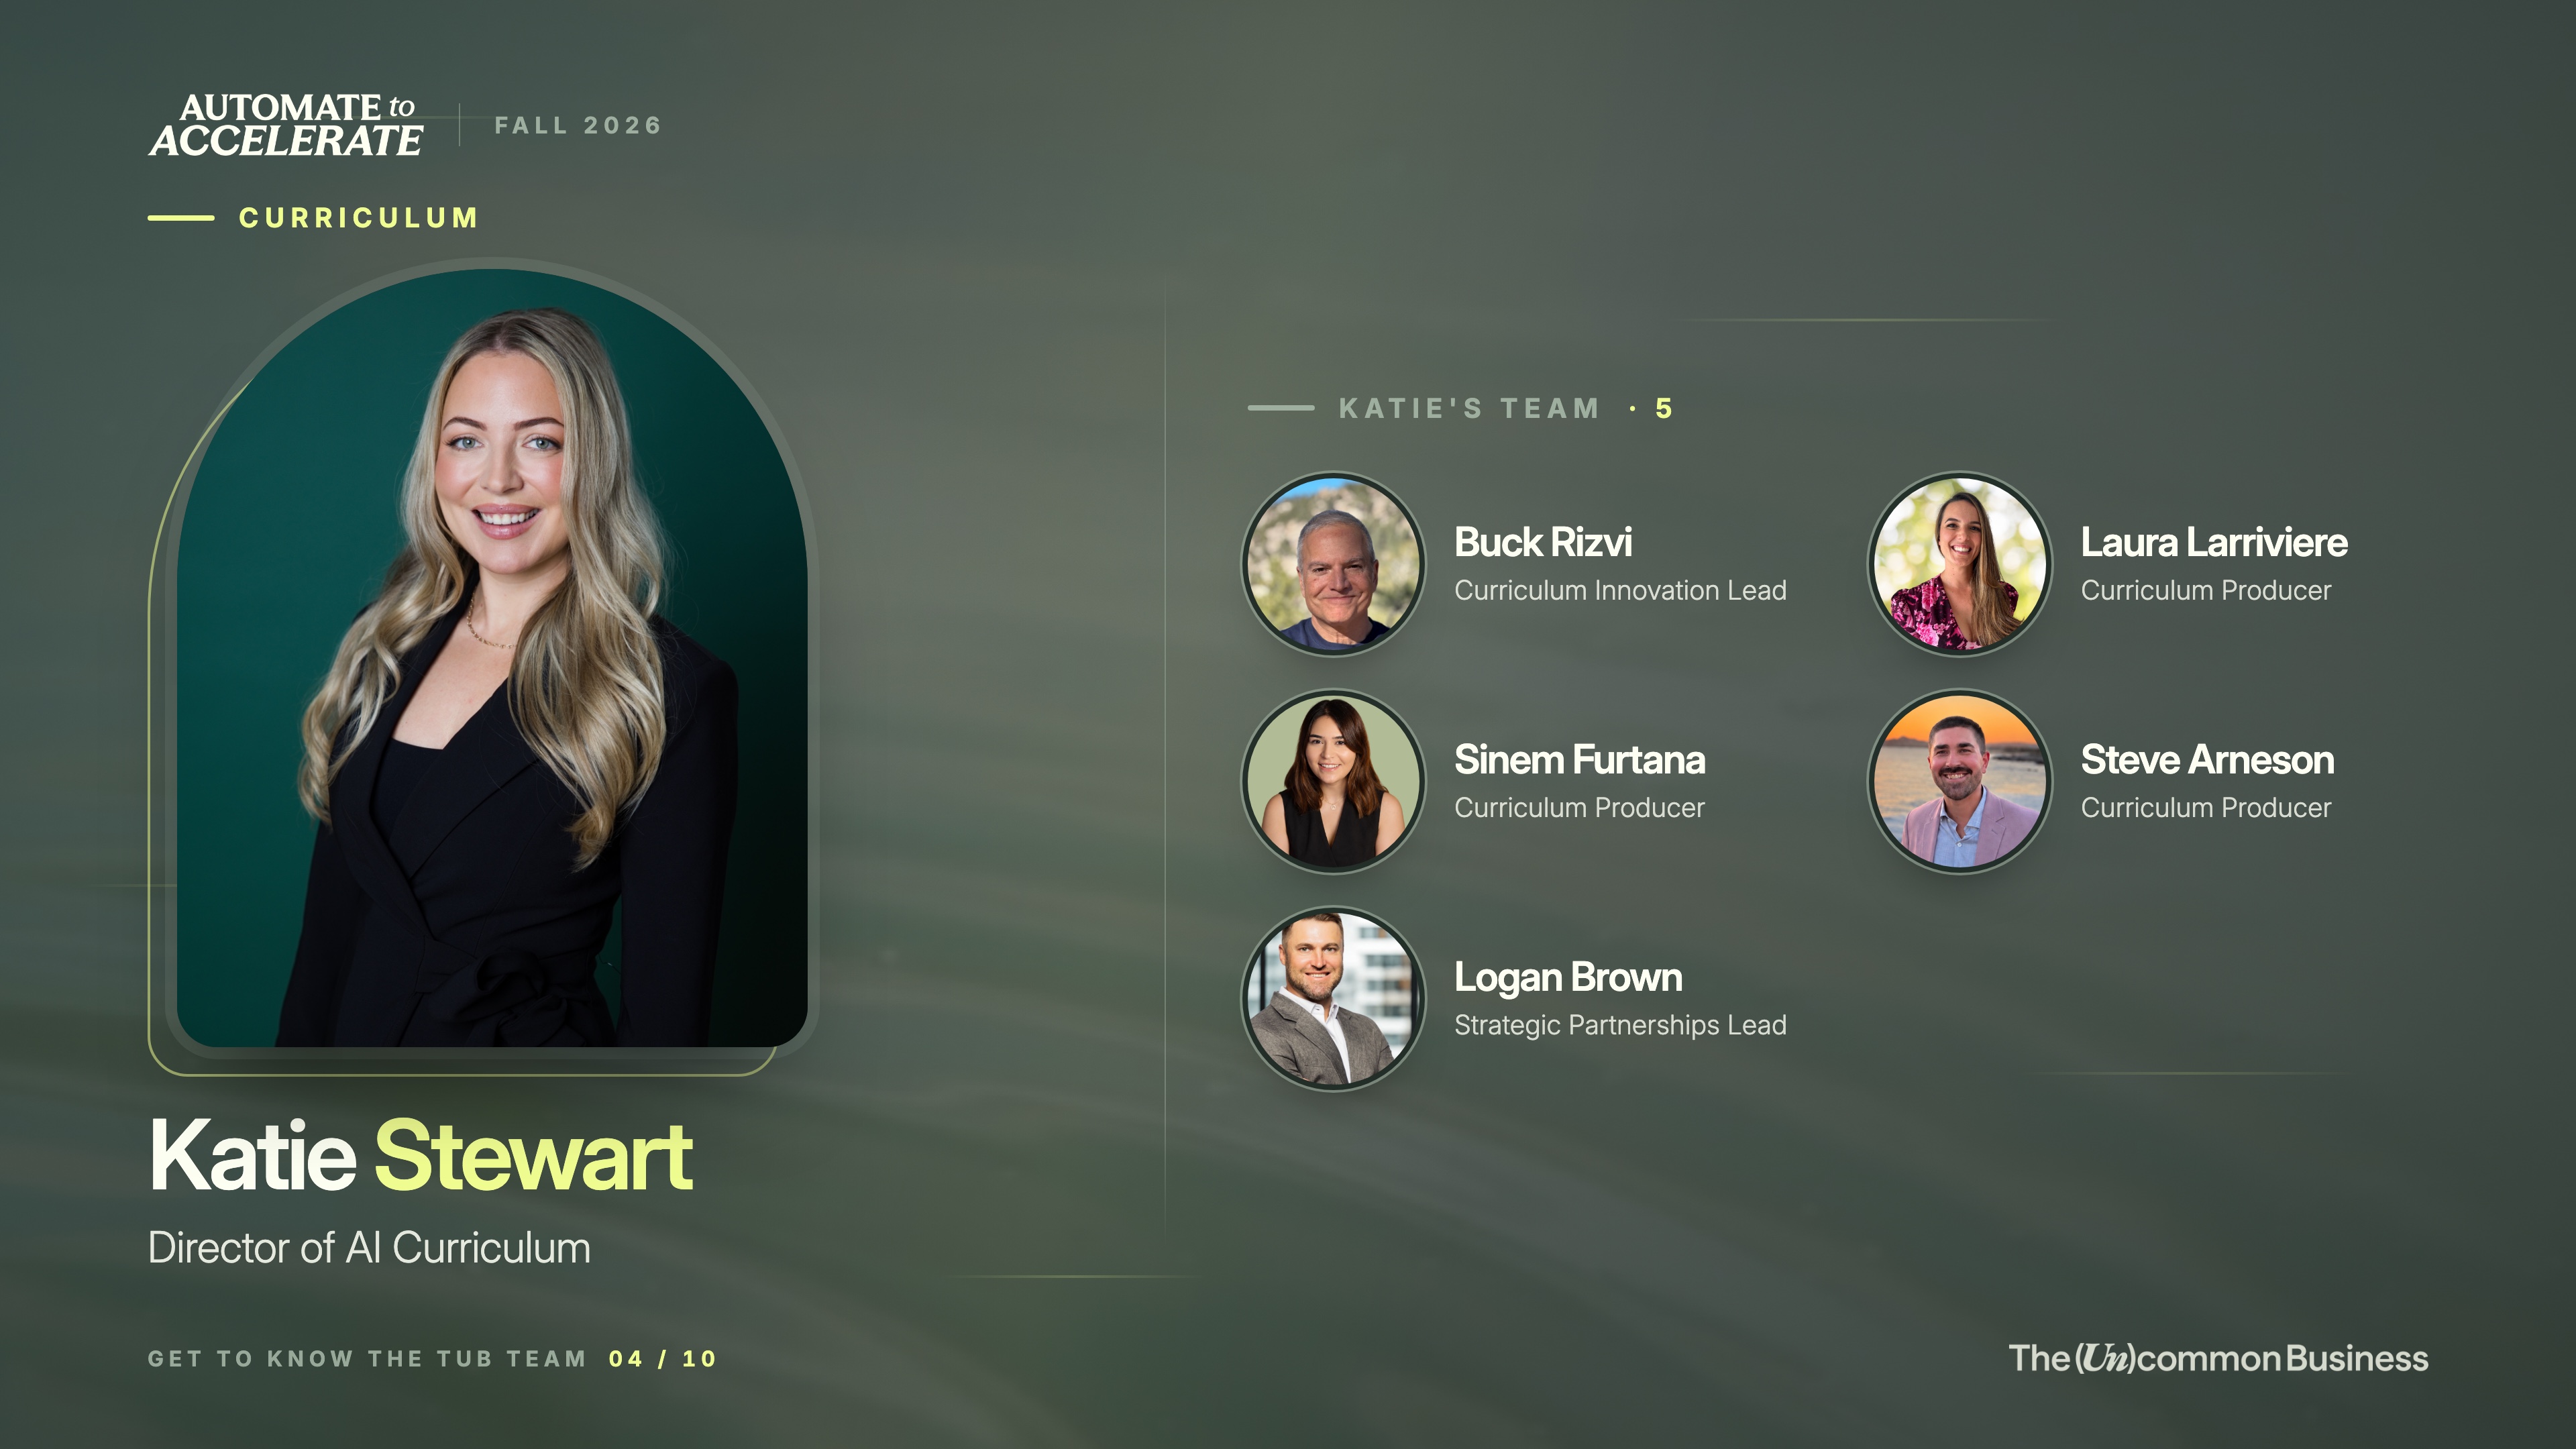 AUTOMATE to
ACCELERATE
FALL 2026
CURRICULUM
Katie Stewart
Director of AI Curriculum
KATIE'S TEAM · 5
Buck Rizvi
Curriculum Innovation Lead
Laura Larriviere
Curriculum Producer
Sinem Furtana
Curriculum Producer
Steve Arneson
Curriculum Producer
Logan Brown
Strategic Partnerships Lead
GET TO KNOW THE TUB TEAM 04 / 10
The (Un)common Business